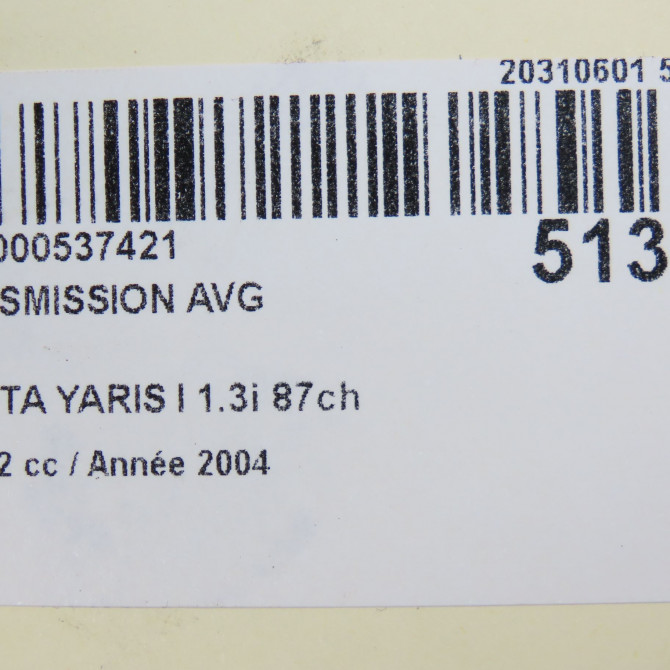 20310601 5
000537421
513
SMISSION AVG
TA YARIS I 1.3i 87ch
2 cc / Année 2004